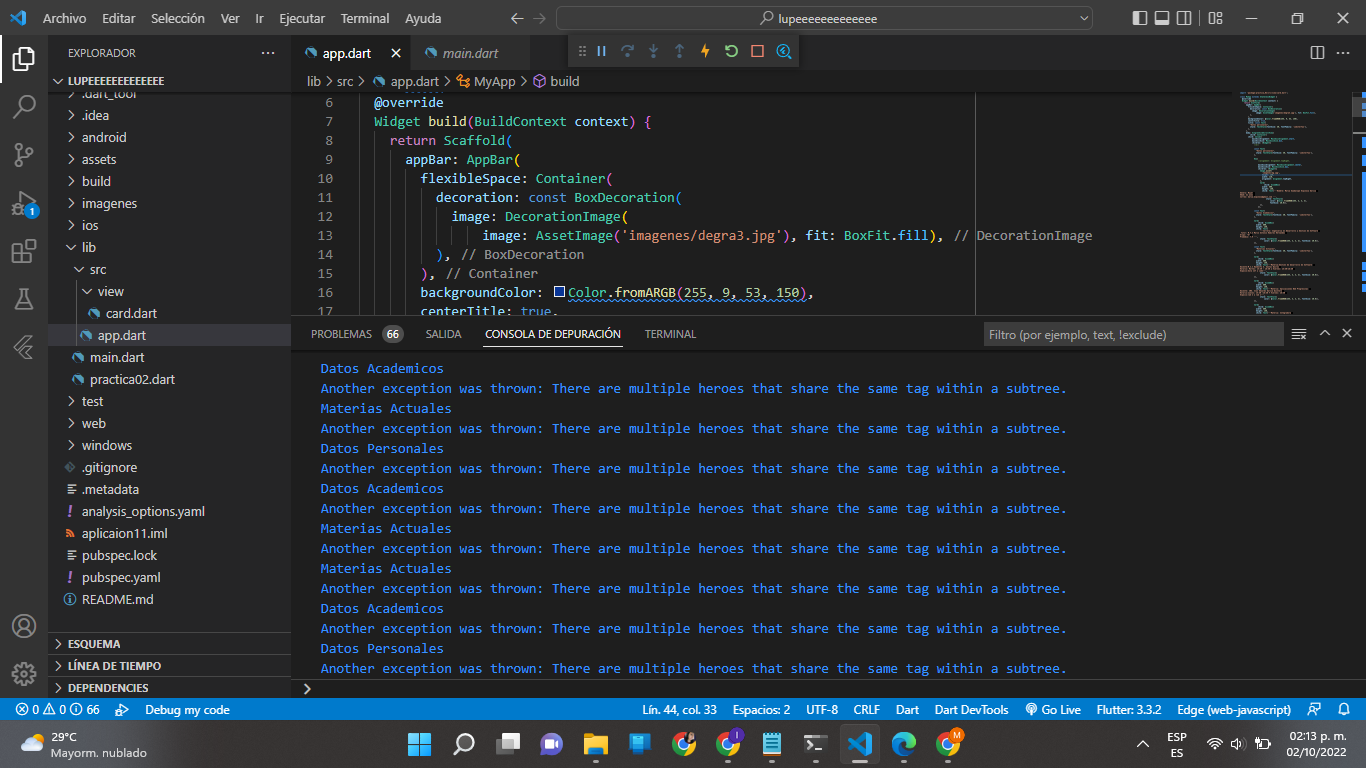 Archivo Editar Selección Ver Ir Ejecutar Terminal Ayuda
lupeeeeeeeeeeeee
EXPLORADOR
LUPEEEEEEEEEEEEE
.dart_tool
.idea
android
assets
build
imagenes
ios
lib
src
view
card.dart
app.dart
main.dart
practica02.dart
test
web
windows
.gitignore
.metadata
analysis_options.yaml
aplicaion11.iml
pubspec.lock
pubspec.yaml
README.md
ESQUEMA
LÍNEA DE TIEMPO
DEPENDENCIES
1
app.dart main.dart
lib > src > app.dart > MyApp > build
6 @override
7 Widget build(BuildContext context) {
8 return Scaffold(
9 appBar: AppBar(
10 flexibleSpace: Container(
11 decoration: const BoxDecoration(
12 image: DecorationImage(
13 image: AssetImage('imagenes/degra3.jpg'), fit: BoxFit.fill), // DecorationImage
14 ), // BoxDecoration
15 ), // Container
16 backgroundColor: Color.fromARGB(255, 9, 53, 150),
17 centerTitle: true,
PROBLEMAS 66 SALIDA CONSOLA DE DEPURACIÓN TERMINAL Filtro (por ejemplo, text, !exclude)
Datos Academicos
Another exception was thrown: There are multiple heroes that share the same tag within a subtree.
Materias Actuales
Another exception was thrown: There are multiple heroes that share the same tag within a subtree.
Datos Personales
Another exception was thrown: There are multiple heroes that share the same tag within a subtree.
Datos Academicos
Another exception was thrown: There are multiple heroes that share the same tag within a subtree.
Materias Actuales
Another exception was thrown: There are multiple heroes that share the same tag within a subtree.
Materias Actuales
Another exception was thrown: There are multiple heroes that share the same tag within a subtree.
Datos Academicos
Another exception was thrown: There are multiple heroes that share the same tag within a subtree.
Datos Personales
Another exception was thrown: There are multiple heroes that share the same tag within a subtree.
0 0 66 Debug my code Lín. 44, col. 33 Espacios: 2 UTF-8 CRLF Dart Dart DevTools Go Live Flutter: 3.3.2 Edge (web-javascript)
29°C
Mayorm. nublado
I
M
ESP
ES
02:13 p. m.
02/10/2022